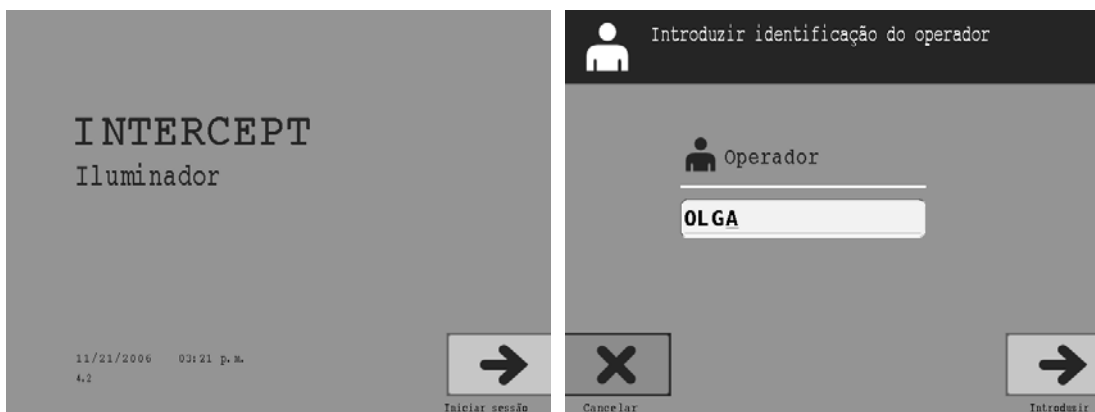 INTERCEPT
Iluminador
11/21/2006 03:21 p.m.
4.2
Iniciar sessão
Introduzir identificação do operador
Operador
OLGA
Cancelar
Introduzir